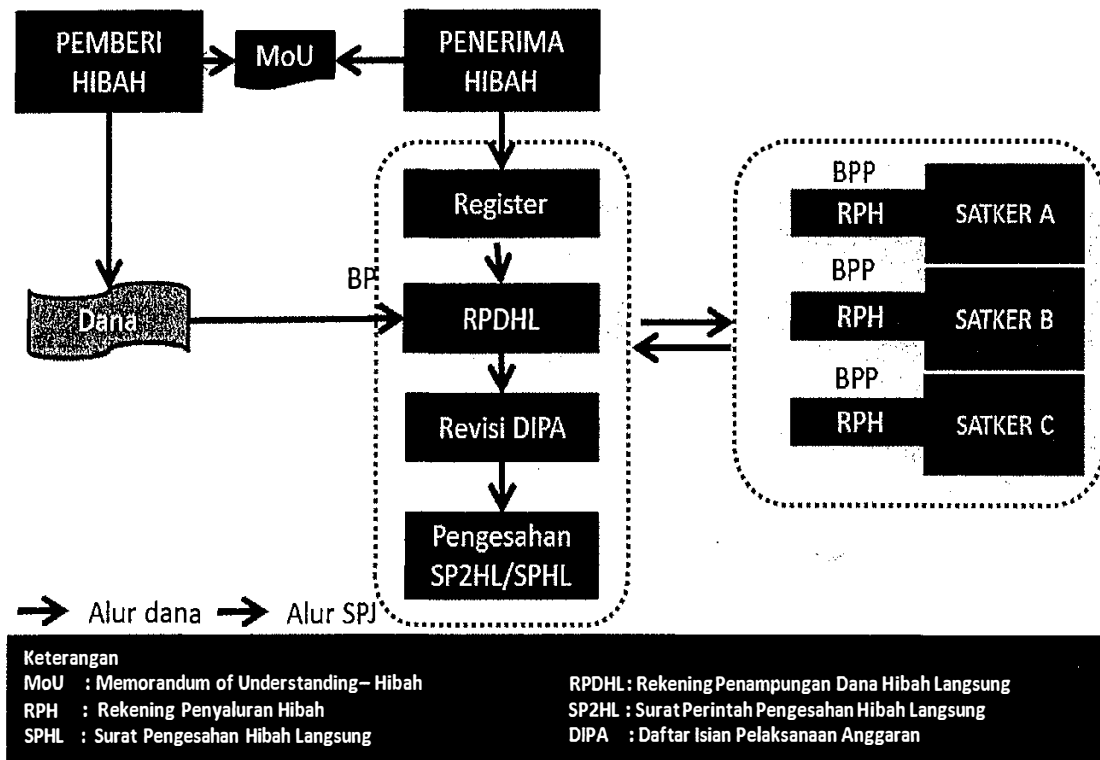 PEMBERI
HIBAH
MoU
PENERIMA
HIBAH
Register
BP
Dana
RPDHL
Revisi DIPA
Pengesahan
SP2HL/SPHL
BPP
RPH
SATKER A
BPP
RPH
SATKER B
BPP
RPH
SATKER C
Alur dana
Alur SPJ
Keterangan
MoU : Memorandum of Understanding– Hibah
RPH : Rekening Penyaluran Hibah
SPHL : Surat Pengesahan Hibah Langsung
RPDHL : Rekening Penampungan Dana Hibah Langsung
SP2HL : Surat Perintah Pengesahan Hibah Langsung
DIPA : Daftar Isian Pelaksanaan Anggaran